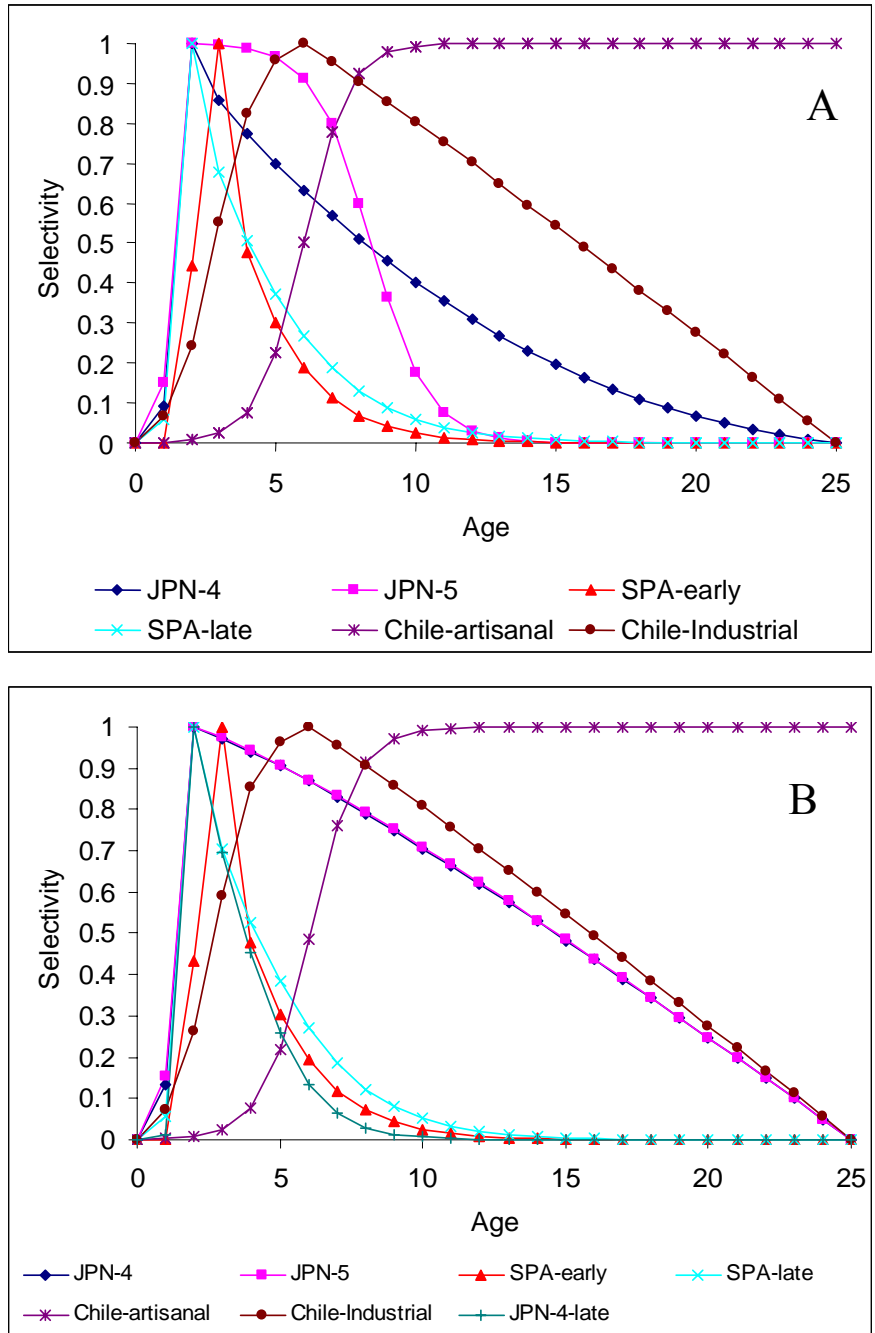 A
Selectivity
1
0.9
0.8
0.7
0.6
0.5
0.4
0.3
0.2
0.1
0
0 5 10 15 20 25
Age
JPN-4 JPN-5 SPA-early
SPA-late Chile-artisanal Chile-Industrial
B
Selectivity
1
0.9
0.8
0.7
0.6
0.5
0.4
0.3
0.2
0.1
0
0 5 10 15 20 25
Age
JPN-4 JPN-5 SPA-early SPA-late
Chile-artisanal Chile-Industrial JPN-4-late